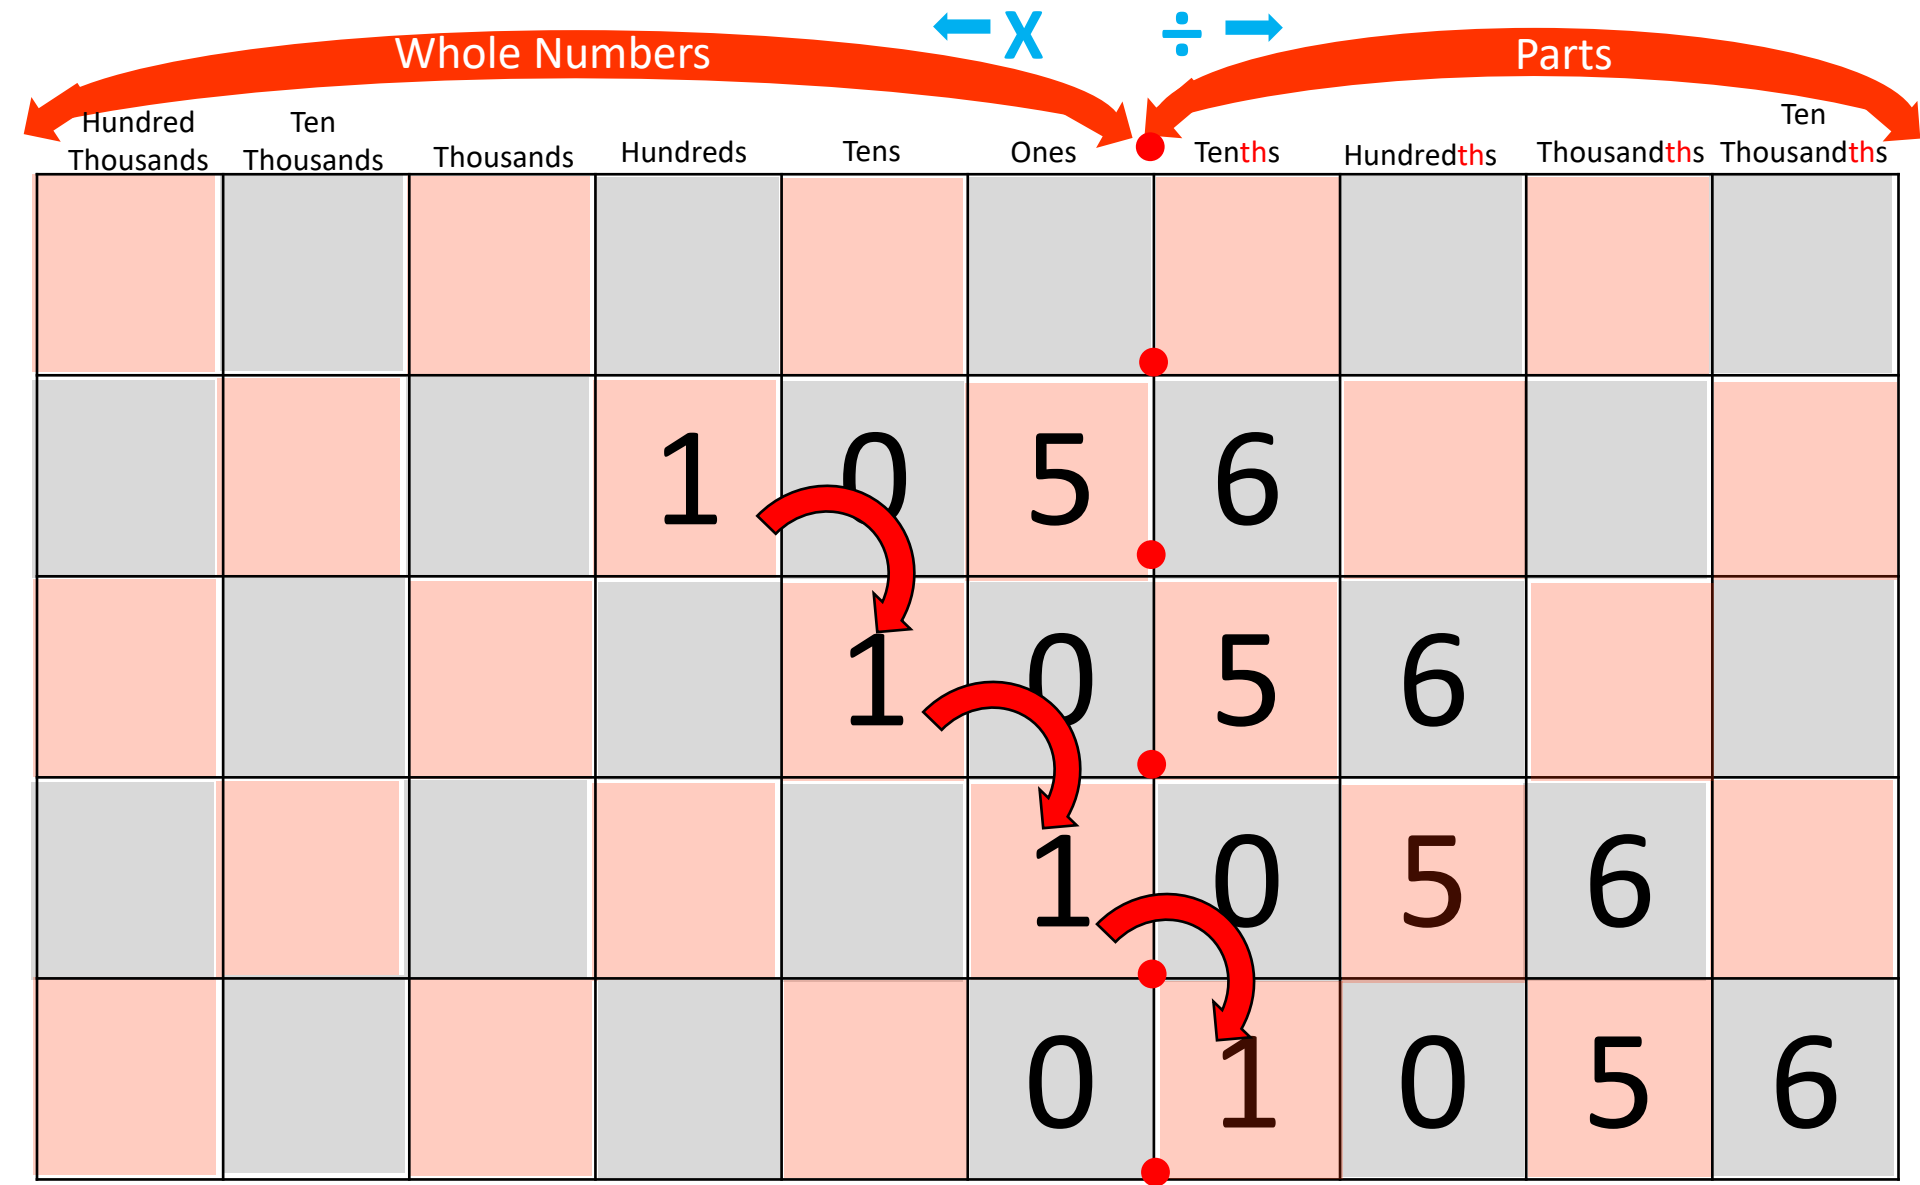 ← X ÷ →
Whole Numbers Parts
Hundred Thousands Ten Thousands Thousands Hundreds Tens Ones • Tenths Hundredths Thousandths Ten Thousandths
1 0 5 . 6
1 0 . 5 6
1 . 0 5 6
0 . 1 0 5 6